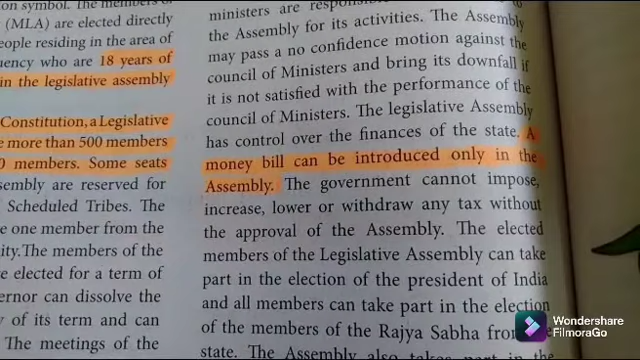 on symbol. The members of
(MLA) are elected directly
eople residing in the area of
uency who are 18 years of
in the legislative assembly
Constitution, a Legislative
e more than 500 members
0 members. Some seats
sembly are reserved for
Scheduled Tribes. The
e one member from the
ity.The members of the
e elected for a term of
ernor can dissolve the
y of its term and can
The meetings of the
ministers are
the Assembly for its activities. The Assembly
may pass a no confidence motion against the
council of Ministers and bring its downfall if
it is not satisfied with the performance of the
council of Ministers. The legislative Assembly
has control over the finances of the state. A
money bill can be introduced only in the
Assembly. The government cannot impose,
increase, lower or withdraw any tax without
the approval of the Assembly. The elected
members of the Legislative Assembly can take
part in the election of the president of India
and all members can take part in the election
of the members of the Rajya Sabha from
state. The Assembly also takes part in the
Wondershare
FilmoraGo